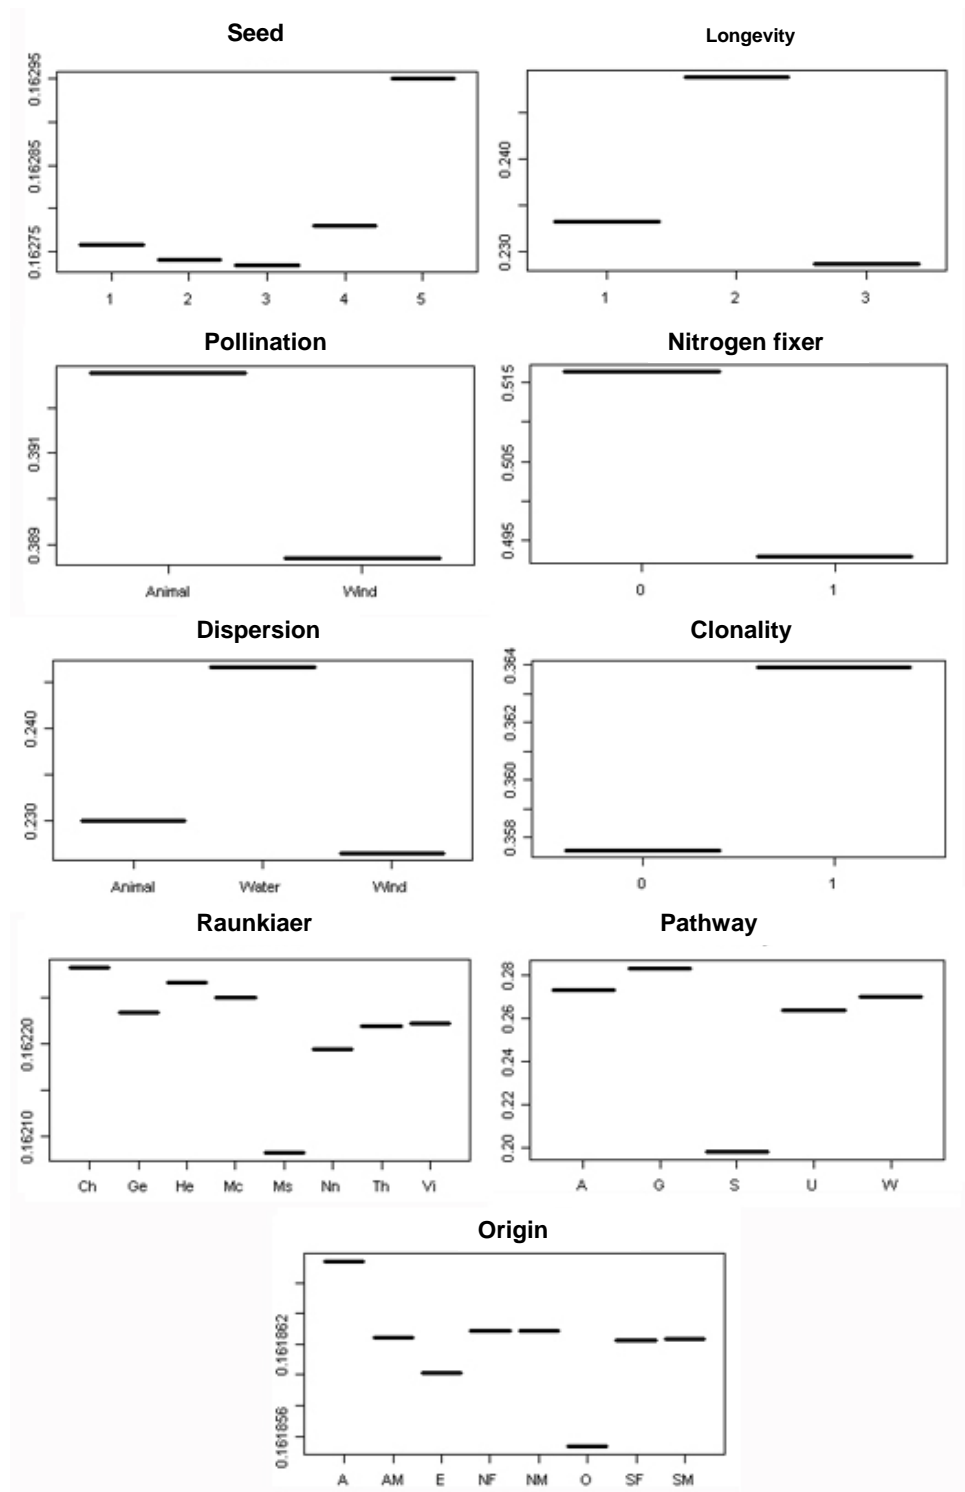 Seed
0.16295
0.16285
0.16275
1 2 3 4 5
Longevity
0.240
0.230
1 2 3
Pollination
0.391
0.389
Animal Wind
Nitrogen fixer
0.515
0.505
0.495
0 1
Dispersion
0.240
0.230
Animal Water Wind
Clonality
0.364
0.362
0.360
0.358
0 1
Raunkiaer
0.16220
0.16210
Ch Ge He Mc Ms Nn Th Vi
Pathway
0.28
0.26
0.24
0.22
0.20
A G S U W
Origin
0.161862
0.161856
A AM E NF NM O SF SM